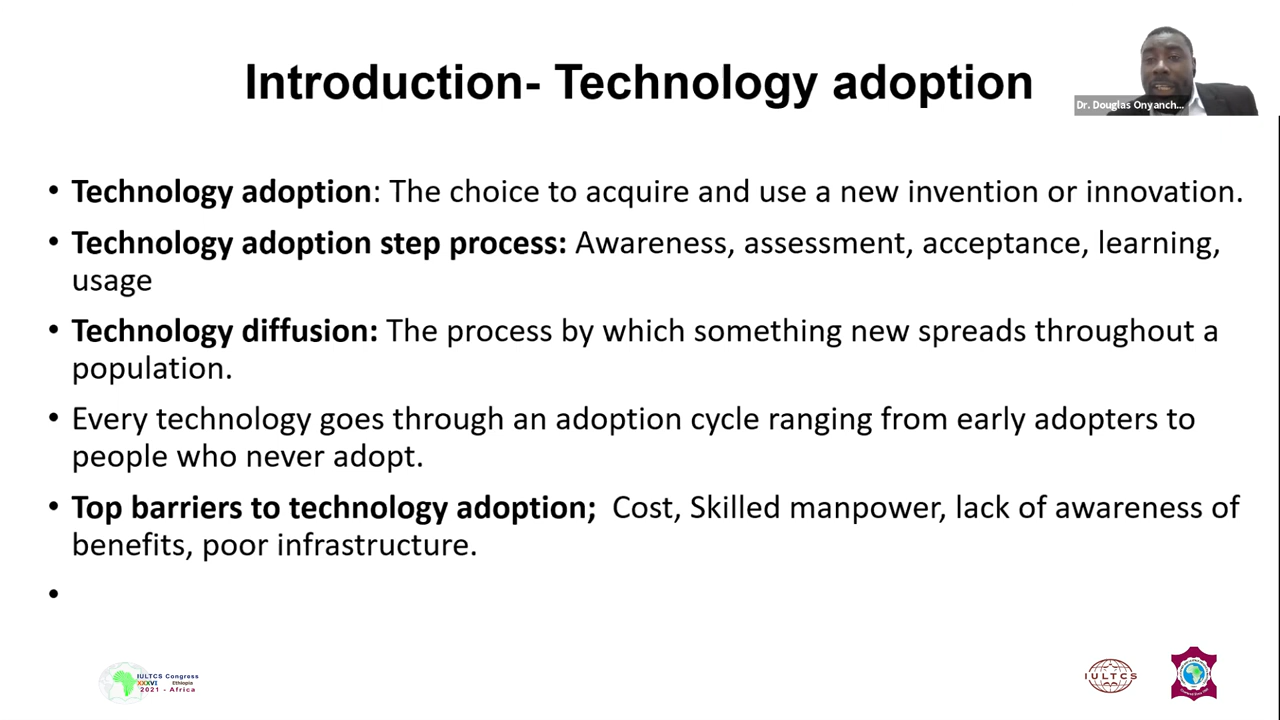 Introduction- Technology adoption
Dr. Douglas Onyanch...
• Technology adoption: The choice to acquire and use a new invention or innovation.
• Technology adoption step process: Awareness, assessment, acceptance, learning,
usage
• Technology diffusion: The process by which something new spreads throughout a
population.
• Every technology goes through an adoption cycle ranging from early adopters to
people who never adopt.
• Top barriers to technology adoption;  Cost, Skilled manpower, lack of awareness of
benefits, poor infrastructure.
•
IULTCS Congress
XXXVI Ethiopia
2021 - Africa
IULTCS